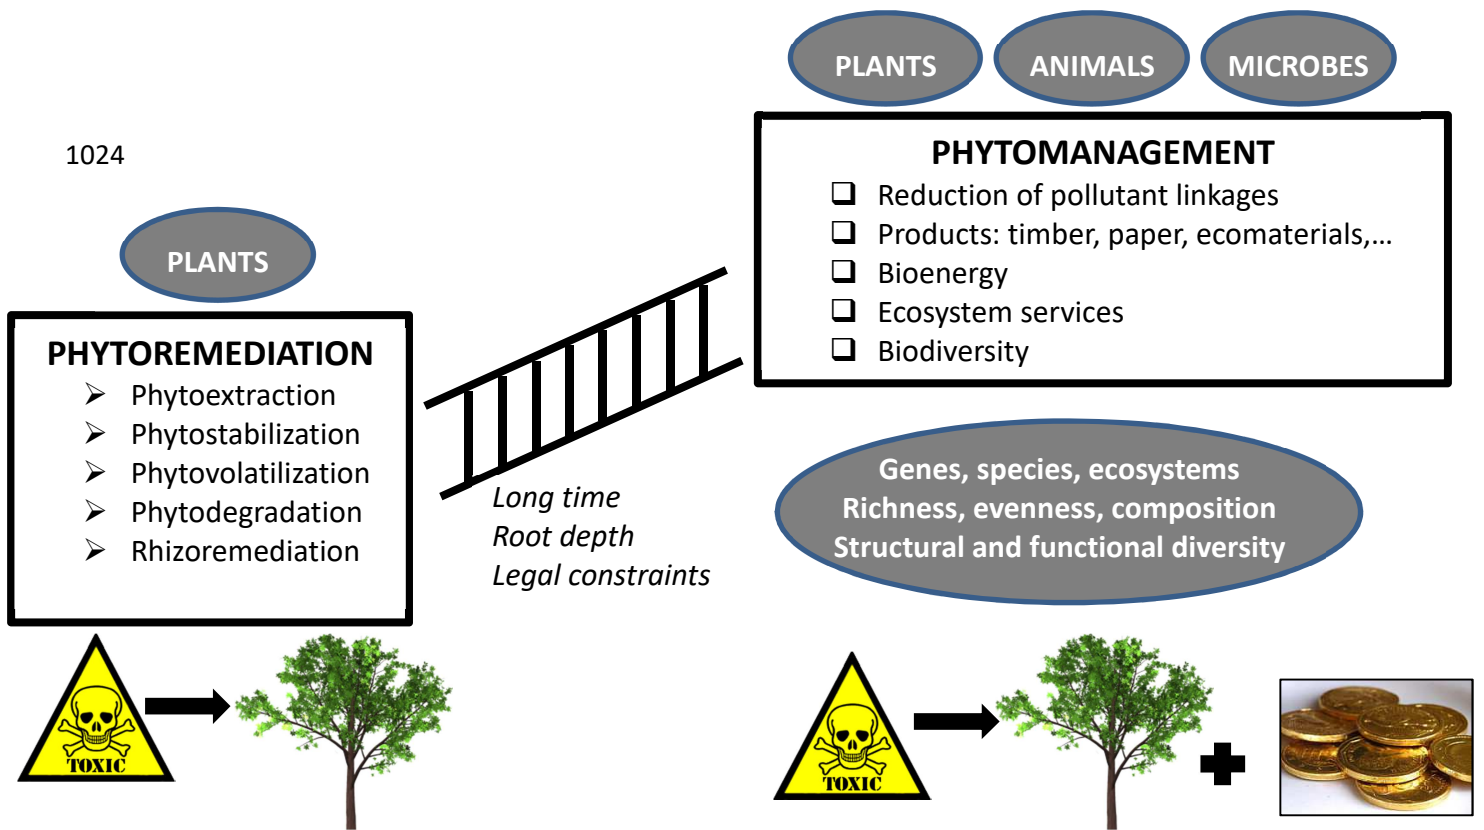 1024
PLANTS
PHYTOREMEDIATION
Phytoextraction
Phytostabilization
Phytovolatilization
Phytodegradation
Rhizoremediation
TOXIC
Long time
Root depth
Legal constraints
PLANTS
ANIMALS
MICROBES
PHYTOMANAGEMENT
Reduction of pollutant linkages
Products: timber, paper, ecomaterials,...
Bioenergy
Ecosystem services
Biodiversity
Genes, species, ecosystems
Richness, evenness, composition
Structural and functional diversity
TOXIC